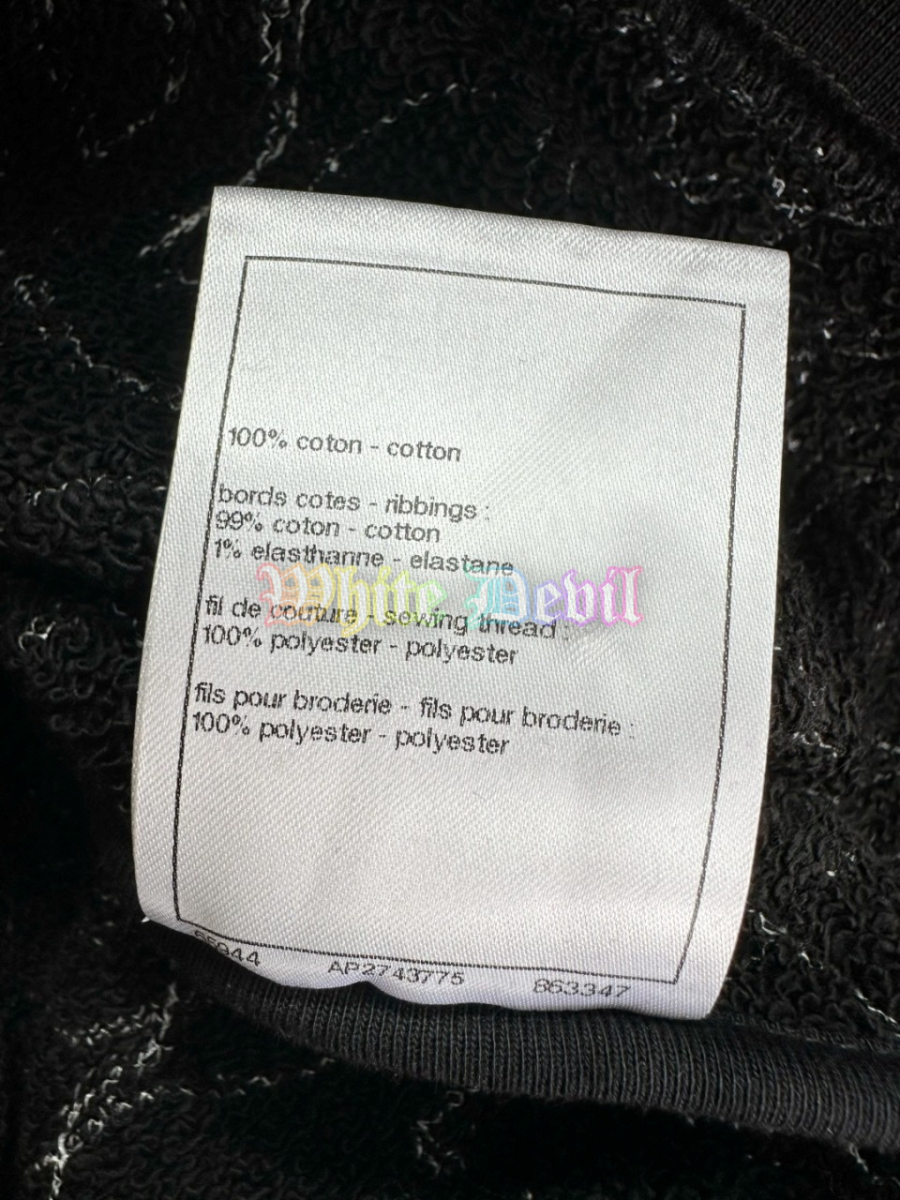 100% coton - cotton
bords cotes - ribbings :
99% coton - cotton
1% elasthanne - elastane
White Devil
fil de couture - sewing thread :
100% polyester - polyester
fils pour broderie - fils pour broderie :
100% polyester - polyester
AP2743775 863347